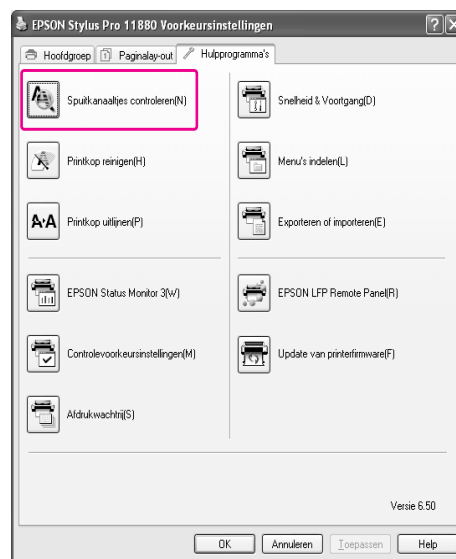 EPSON Stylus Pro 11880 Voorkeursinstellingen
Hoofdgroep
Paginalay-out
Hulpprogramma's
Spuitkanaaltjes controleren(N)
Snelheid & Voortgang(D)
Printkop reinigen(H)
Menu's indelen(L)
A›A
Printkop uitlijnen(P)
Exporteren of importeren(E)
EPSON Status Monitor 3(W)
EPSON LFP Remote Panel(R)
Controlevoorkeursinstellingen(M)
Update van printerfirmware(F)
Afdrukwachtrij(S)
Versie 6.50
OK
Annuleren
Toepassen
Help